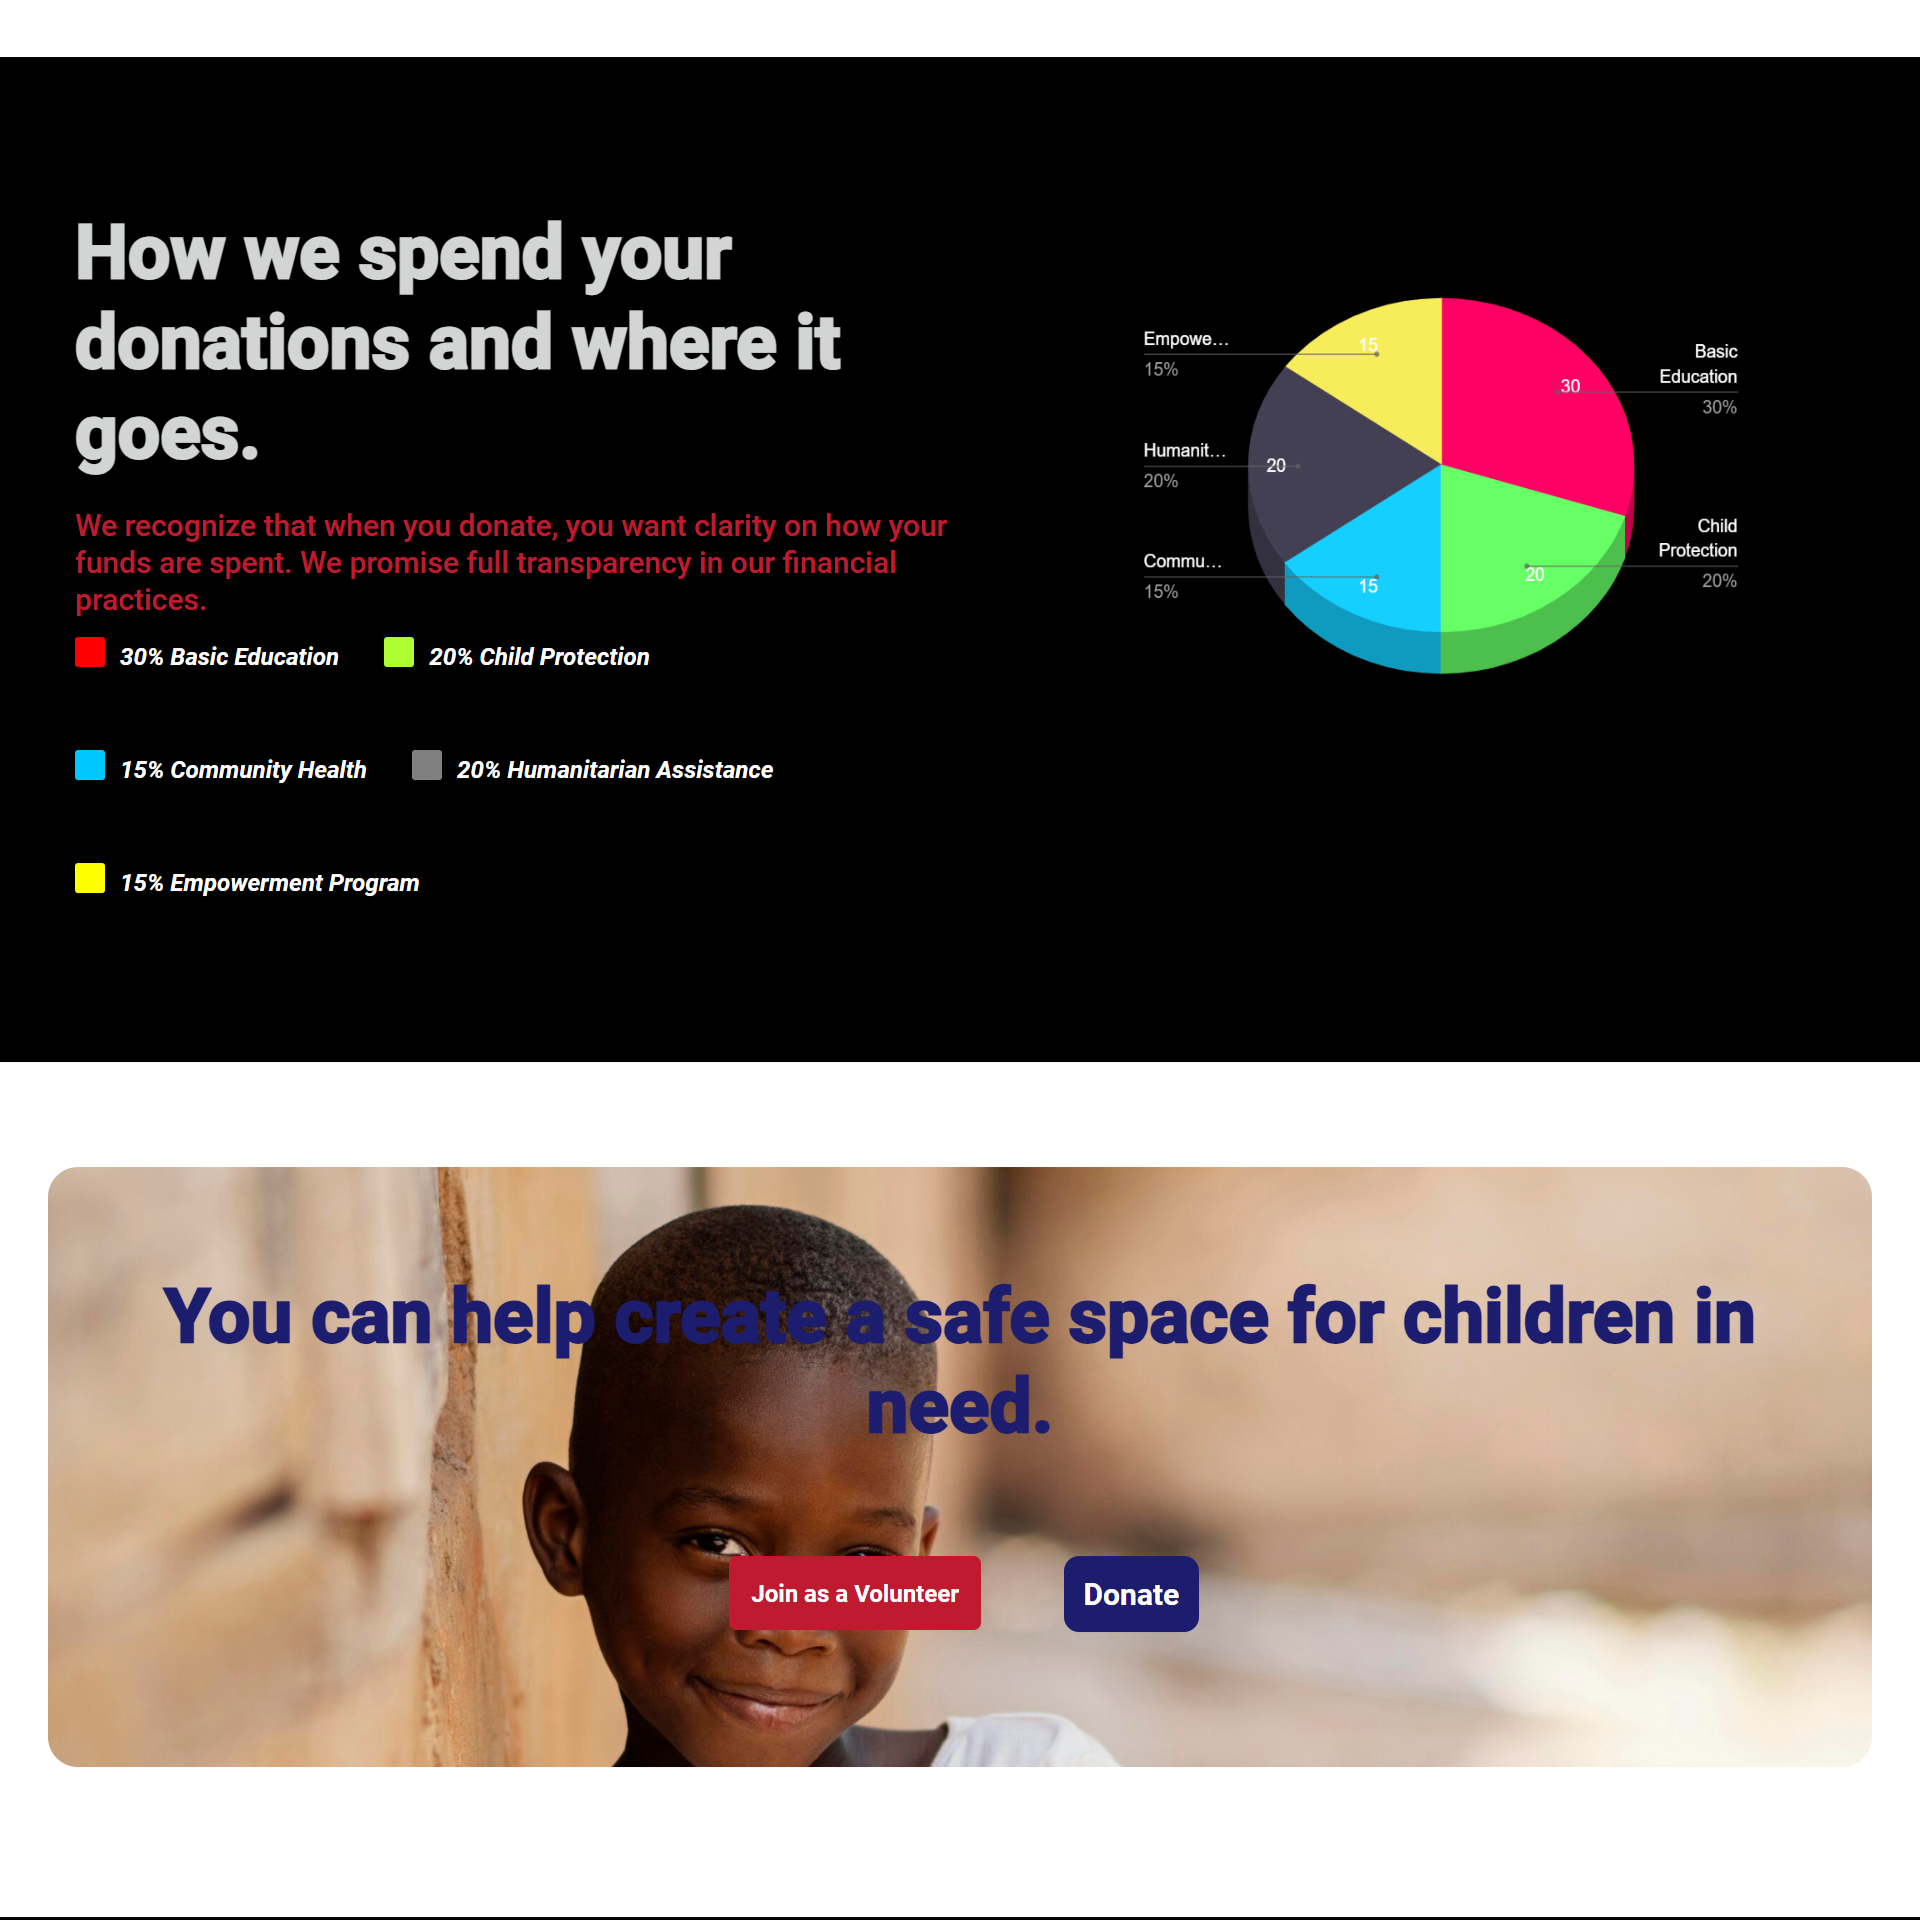 How we spend your
donations and where it
goes.
We recognize that when you donate, you want clarity on how your
funds are spent. We promise full transparency in our financial
practices.
30% Basic Education
20% Child Protection
15% Community Health
20% Humanitarian Assistance
15% Empowerment Program
Empowe…
15%
Humanit…
20%
Commu…
15%
15
20
15
30
20
Basic
Education
30%
Child
Protection
20%
You can help create a safe space for children in
need.
Join as a Volunteer
Donate